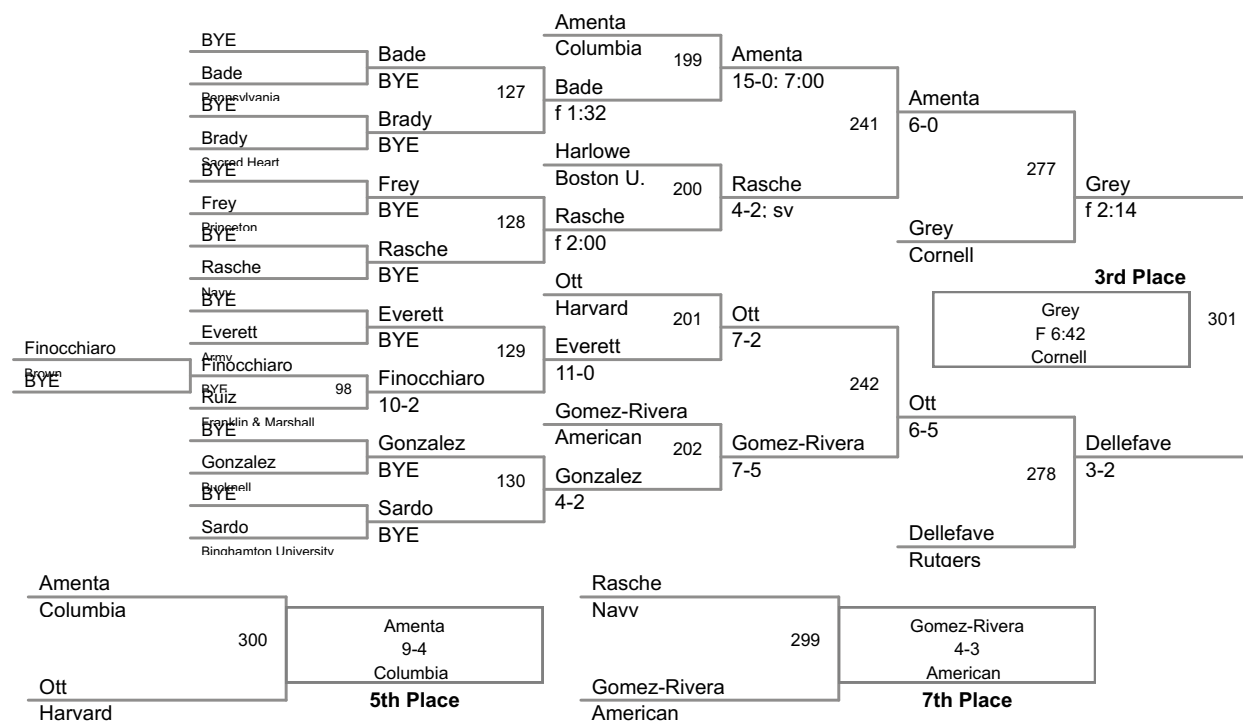 BYE
Bade
Pennsylvania
BYE
Brady
Sacred Heart
BYE
Frey
Princeton
BYE
Rasche
Navy
BYE
Everett
Army
Finocchiaro
Brown
BYE
Finocchiaro
BYE
98
Ruiz
Franklin & Marshall
BYE
Gonzalez
Bucknell
BYE
Sardo
Binghamton University
Bade
BYE
127
Brady
BYE
Frey
BYE
128
Rasche
BYE
Everett
BYE
129
Finocchiaro
10-2
Gonzalez
BYE
130
Sardo
BYE
Amenta
Columbia
199
Bade
f 1:32
Harlowe
Boston U.
200
Rasche
f 2:00
Ott
Harvard
201
Everett
11-0
Gomez-Rivera
American
202
Gonzalez
4-2
Amenta
15-0; 7:00
241
Rasche
4-2; sv
Ott
7-2
242
Gomez-Rivera
7-5
Amenta
6-0
277
Grey
Cornell
Grey
f 2:14
3rd Place
Grey
F 6:42
Cornell
301
Ott
6-5
278
Dellefave
Rutgers
Dellefave
3-2
Amenta
Columbia
300
Ott
Harvard
Amenta
9-4
Columbia
5th Place
Rasche
Navy
299
Gomez-Rivera
American
Gomez-Rivera
4-3
American
7th Place